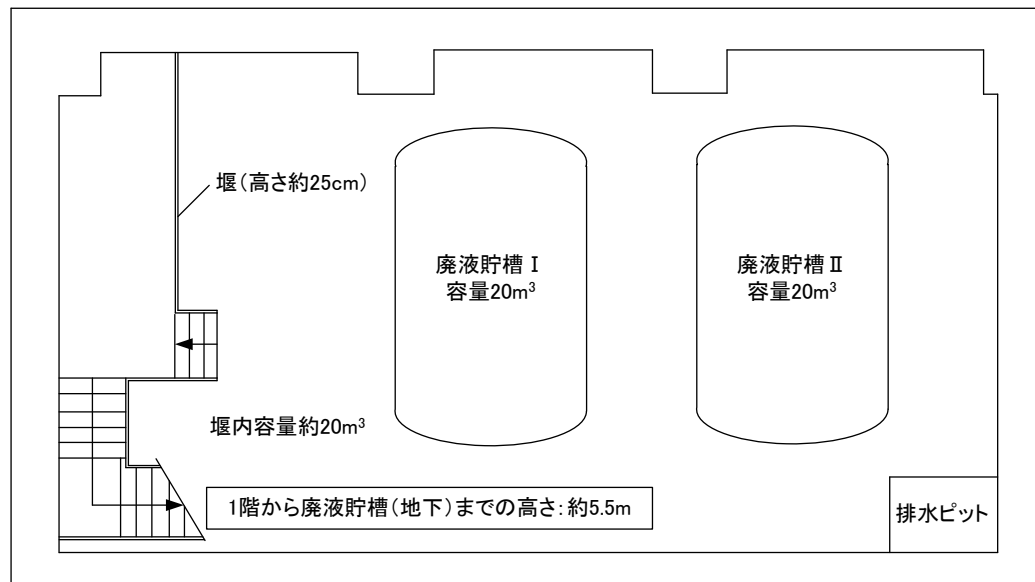 堰(高さ約25cm)
廃液貯槽Ⅰ
容量20m³
廃液貯槽Ⅱ
容量20m³
堰内容量約20m³
1階から廃液貯槽(地下)までの高さ:約5.5m
排水ピット